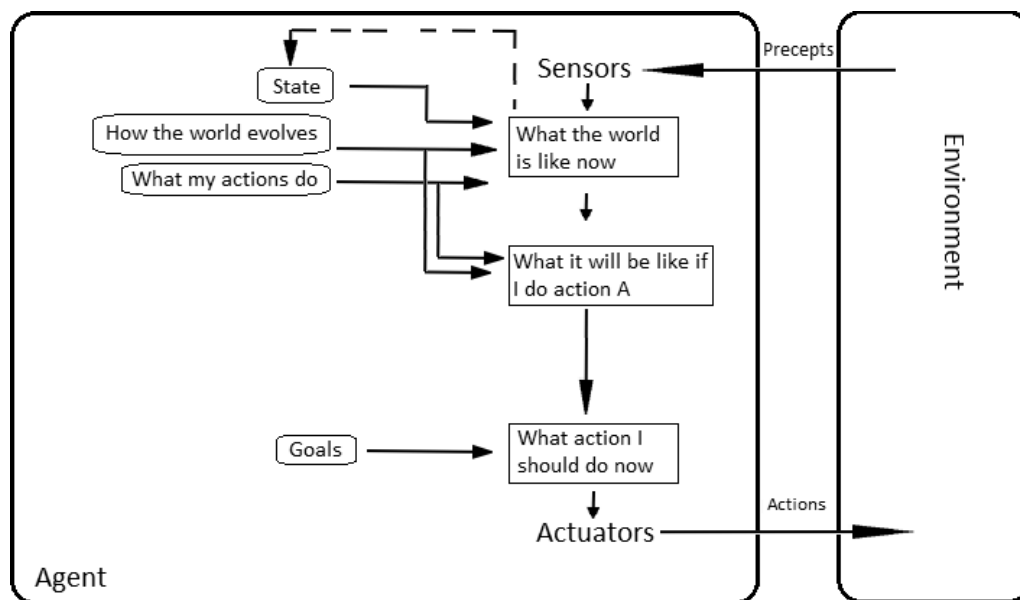 Precepts
Sensors
State
How the world evolves
What the world
is like now
What my actions do
Environment
What it will be like if
I do action A
What action I
should do now
Goals
Actions
Actuators
Agent